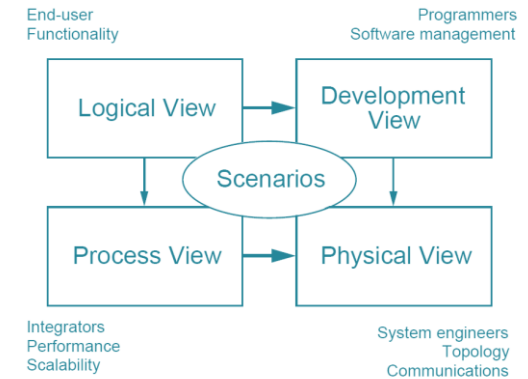 End-user
Functionality
Programmers
Software management
Logical View
Development
View
Scenarios
Process View
Physical View
Integrators
Performance
Scalability
System engineers
Topology
Communications